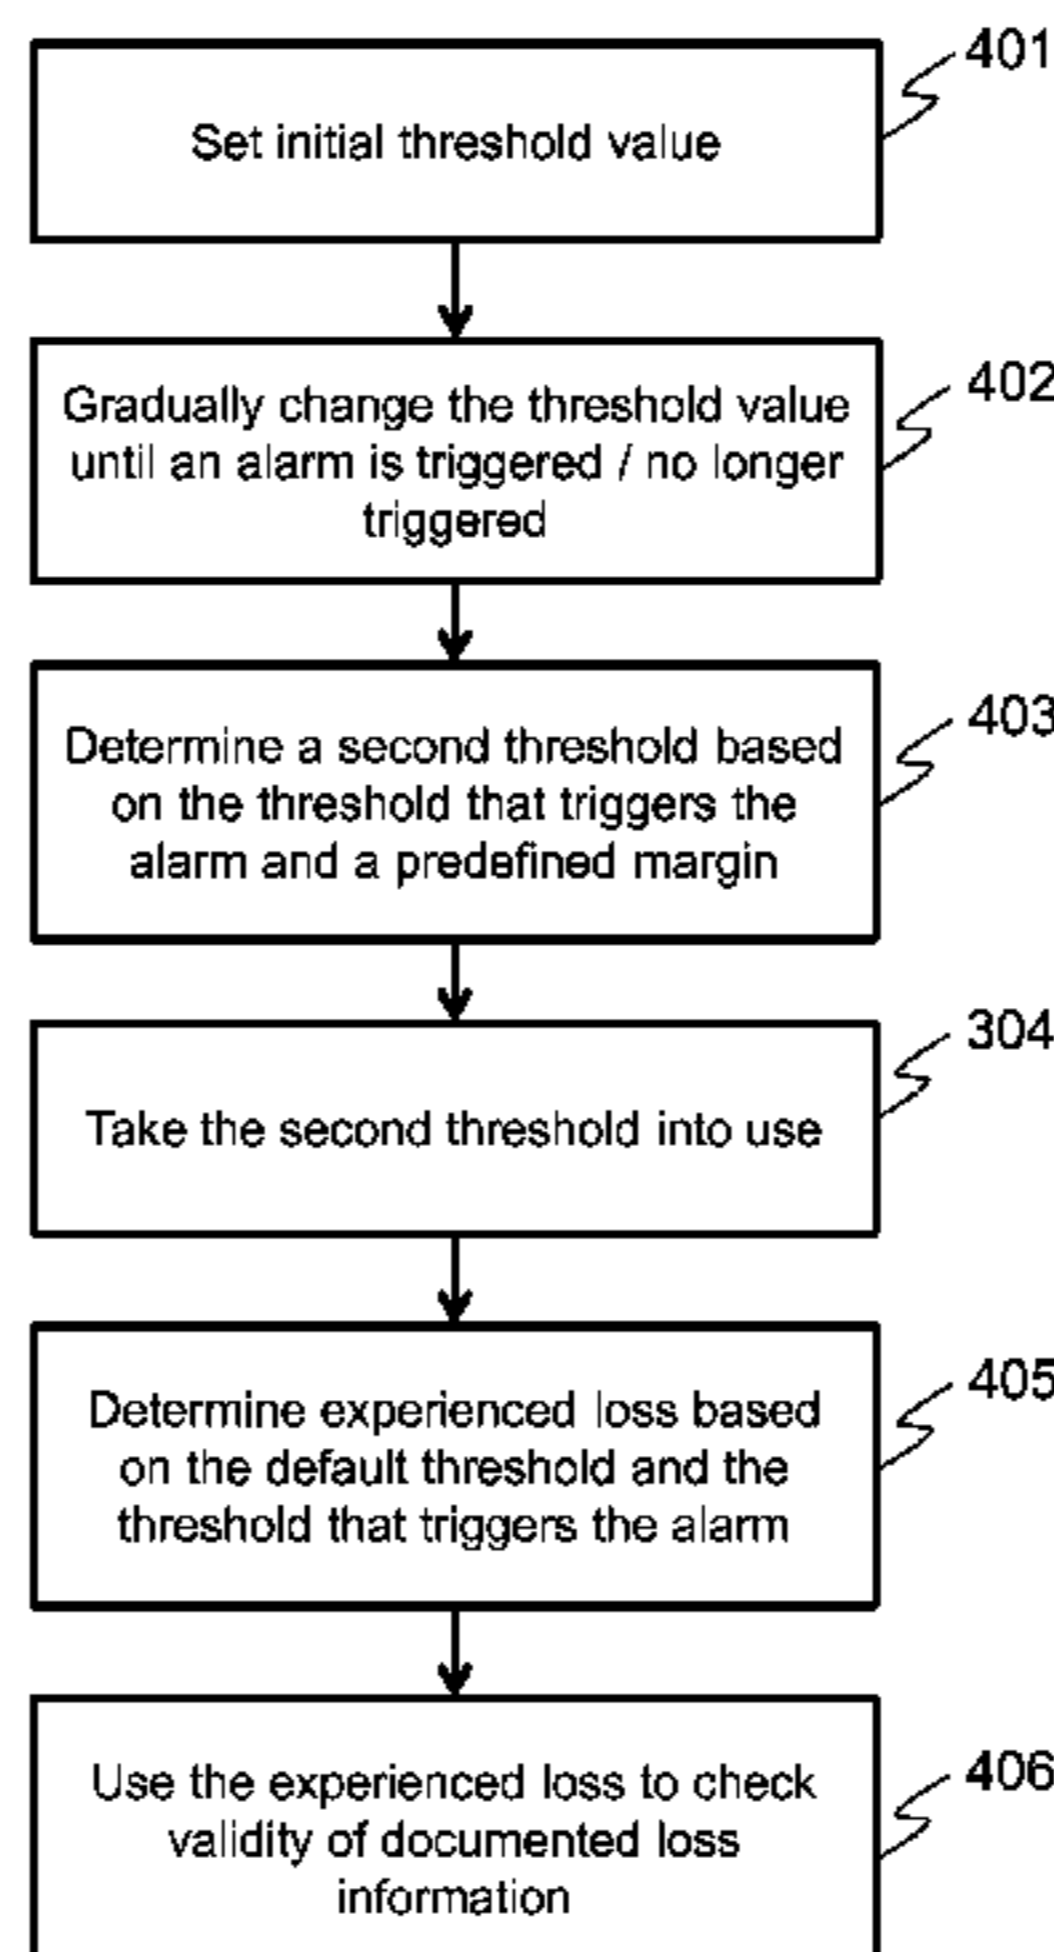 401
Set initial threshold value
402
Gradually change the threshold value
until an alarm is triggered / no longer
triggered
403
Determine a second threshold based
on the threshold that triggers the
alarm and a predefined margin
304
Take the second threshold into use
405
Determine experienced loss based
on the default threshold and the
threshold that triggers the alarm
406
Use the experienced loss to check
validity of documented loss
information